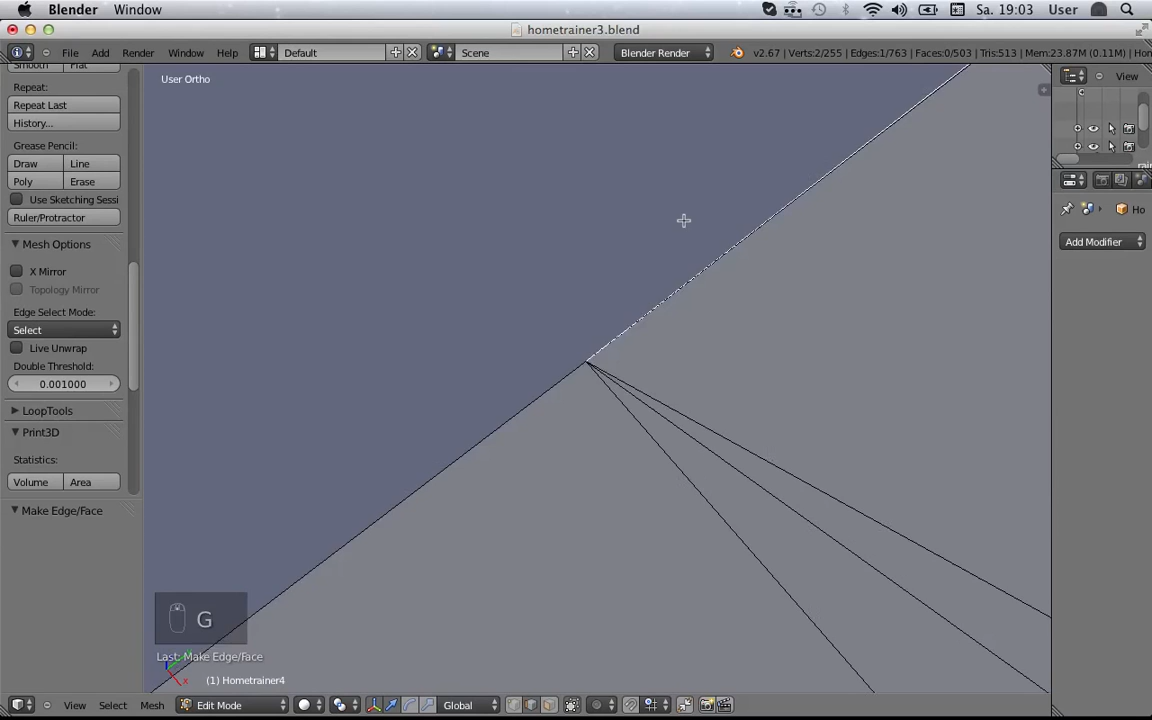 Blender Window
Sa. 19:03 User
hometrainer3.blend
File Add Render Window Help
Default
Scene
Blender Render
v2.67 | Verts:2/255 | Edges:1/763 | Faces:0/503 | Tris:513 | Mem:23.87M (0.11M) | Hon
Smooth Flat
Repeat:
Repeat Last
History...
Grease Pencil:
Draw Line
Poly Erase
Use Sketching Sessi
Ruler/Protractor
Mesh Options
X Mirror
Topology Mirror
Edge Select Mode:
Select
Live Unwrap
Double Threshold:
0.001000
LoopTools
Print3D
Statistics:
Volume Area
Make Edge/Face
User Ortho
G
Last: Make Edge/Face
z
x
(1) Hometrainer4
View Select Mesh
Edit Mode
Global
View
Ho
Add Modifier